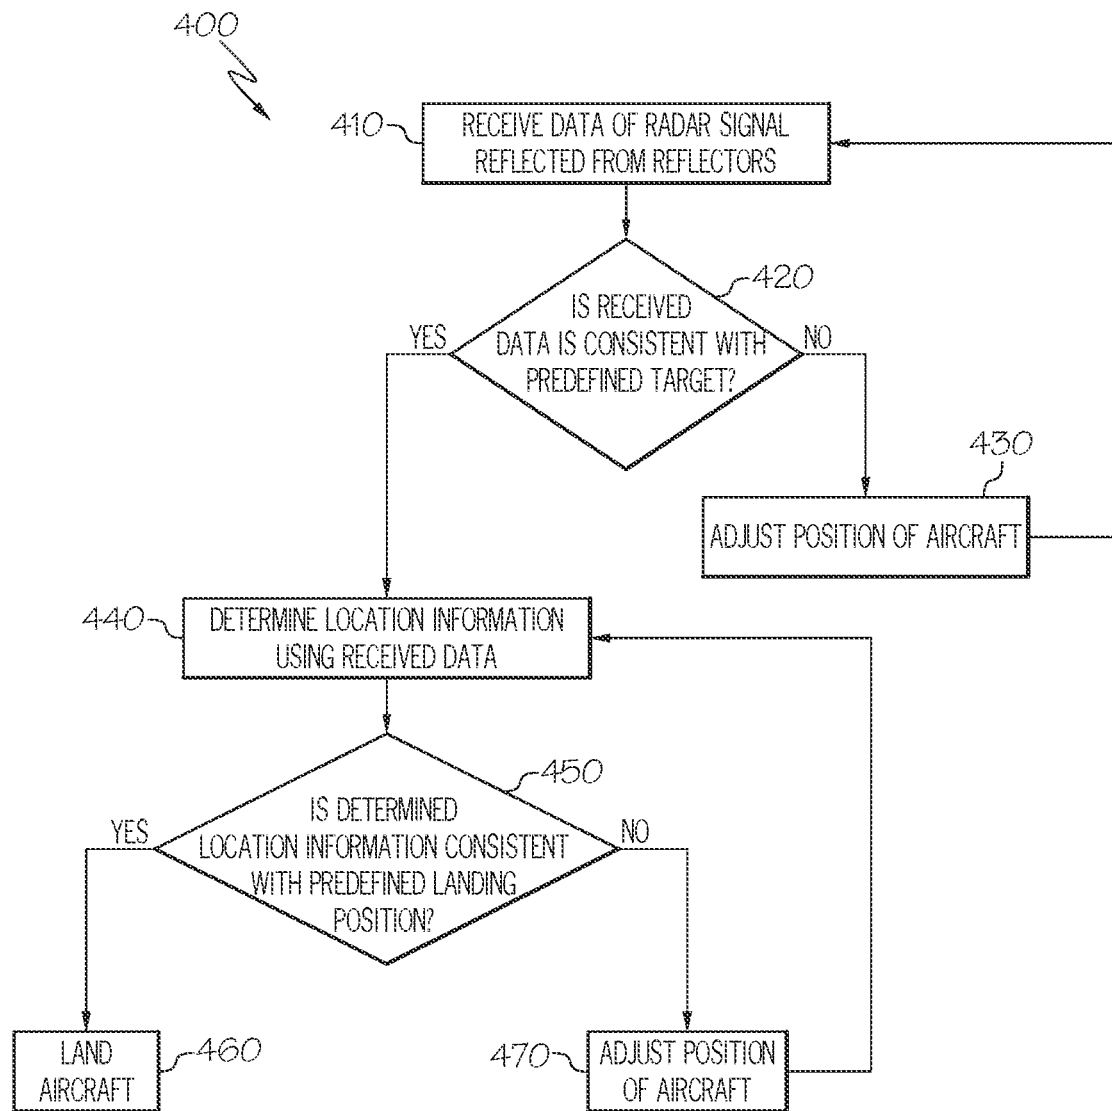 400
410
RECEIVE DATA OF RADAR SIGNAL
REFLECTED FROM REFLECTORS
420
IS RECEIVED
DATA IS CONSISTENT WITH
PREDEFINED TARGET?
YES
NO
430
ADJUST POSITION OF AIRCRAFT
440
DETERMINE LOCATION INFORMATION
USING RECEIVED DATA
450
IS DETERMINED
LOCATION INFORMATION CONSISTENT
WITH PREDEFINED LANDING
POSITION?
YES
NO
LAND
AIRCRAFT
460
470
ADJUST POSITION
OF AIRCRAFT